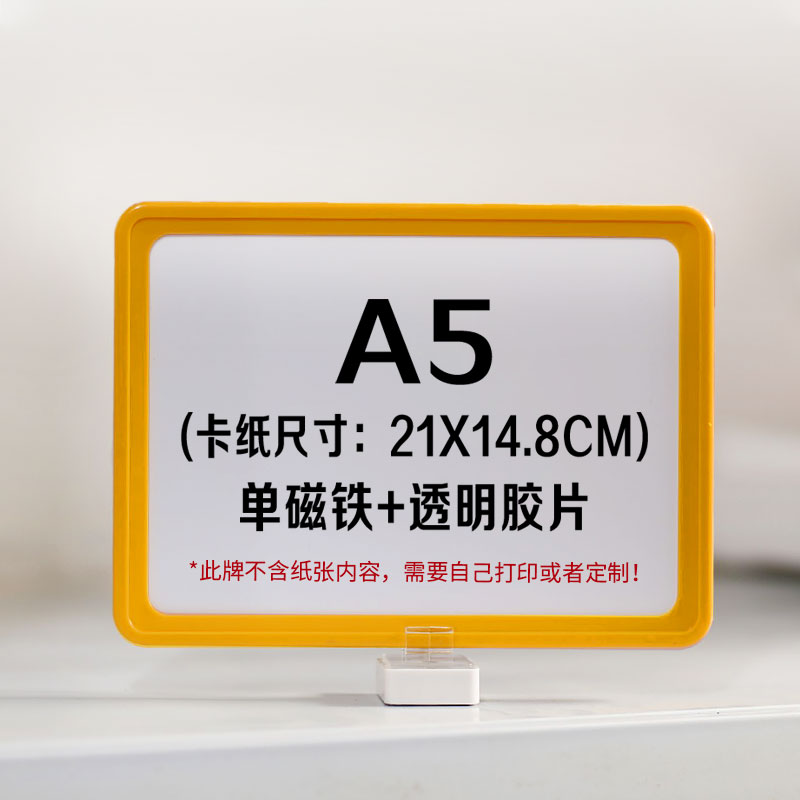 A5
(卡纸尺寸：21X14.8CM)
单磁铁+透明胶片
*此牌不含纸张内容，需要自己打印或者定制！